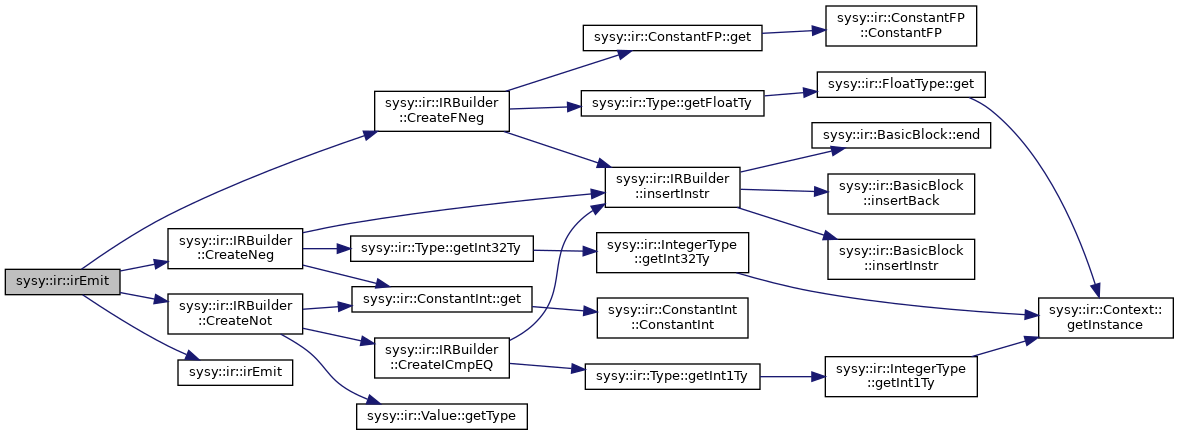 sysy::ir::irEmit
sysy::ir::IRBuilder
::CreateFNeg
sysy::ir::ConstantFP::get
sysy::ir::ConstantFP
::ConstantFP
sysy::ir::Type::getFloatTy
sysy::ir::FloatType::get
sysy::ir::IRBuilder
::insertInstr
sysy::ir::BasicBlock::end
sysy::ir::BasicBlock
::insertBack
sysy::ir::BasicBlock
::insertInstr
sysy::ir::IRBuilder
::CreateNeg
sysy::ir::Type::getInt32Ty
sysy::ir::IntegerType
::getInt32Ty
sysy::ir::ConstantInt::get
sysy::ir::ConstantInt
::ConstantInt
sysy::ir::Context::
getInstance
sysy::ir::IRBuilder
::CreateNot
sysy::ir::IRBuilder
::CreateICmpEQ
sysy::ir::Type::getInt1Ty
sysy::ir::IntegerType
::getInt1Ty
sysy::ir::irEmit
sysy::ir::Value::getType